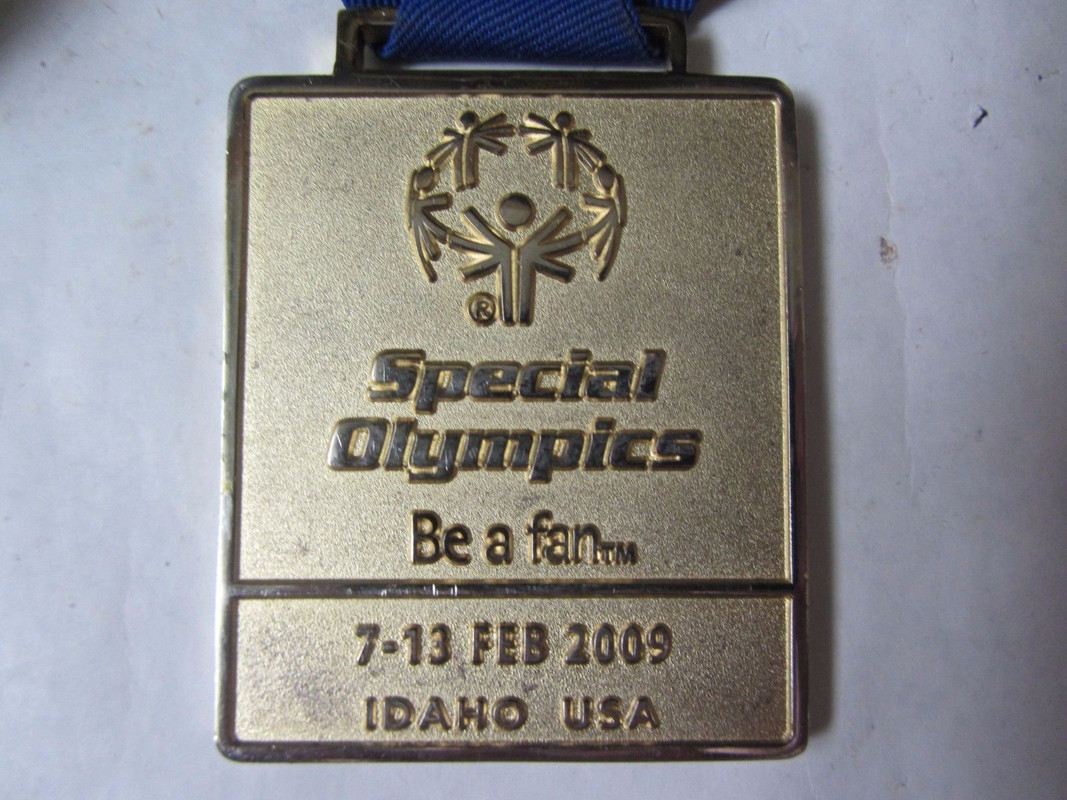 ®
Special
Olympics
Be a fan™
7-13 FEB 2009
IDAHO USA